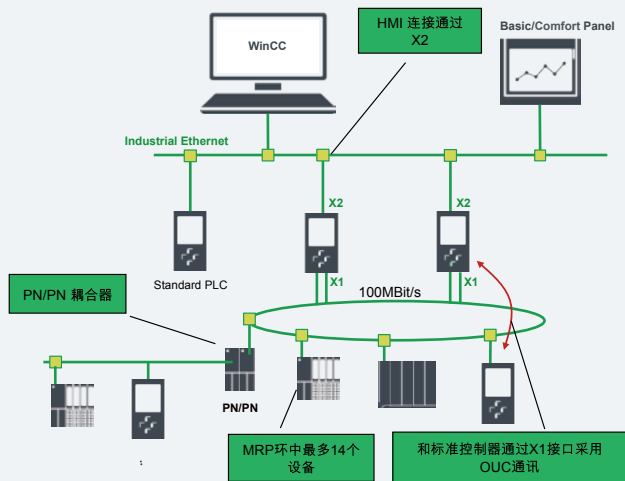 HMI 连接通过
X2
Basic/Comfort Panel
WinCC
Industrial Ethernet
X2
X2
Standard PLC
X1
X1
PN/PN 耦合器
100MBit/s
PN/PN
MRP环中最多14个
设备
和标准控制器通过X1接口采用
OUC通讯
: